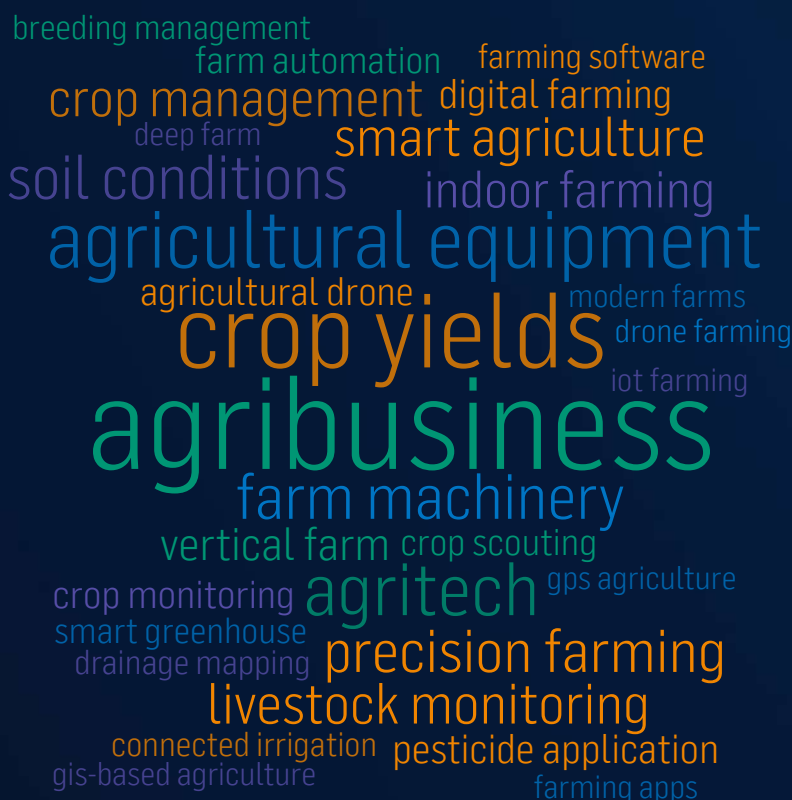 breeding management
farm automation
farming software
crop management
digital farming
deep farm
smart agriculture
soil conditions
indoor farming
agricultural equipment
agricultural drone
modern farms
crop yields
drone farming
iot farming
agribusiness
farm machinery
vertical farm
crop scouting
agritech
gps agriculture
crop monitoring
smart greenhouse
precision farming
drainage mapping
livestock monitoring
connected irrigation
pesticide application
gis-based agriculture
farming apps